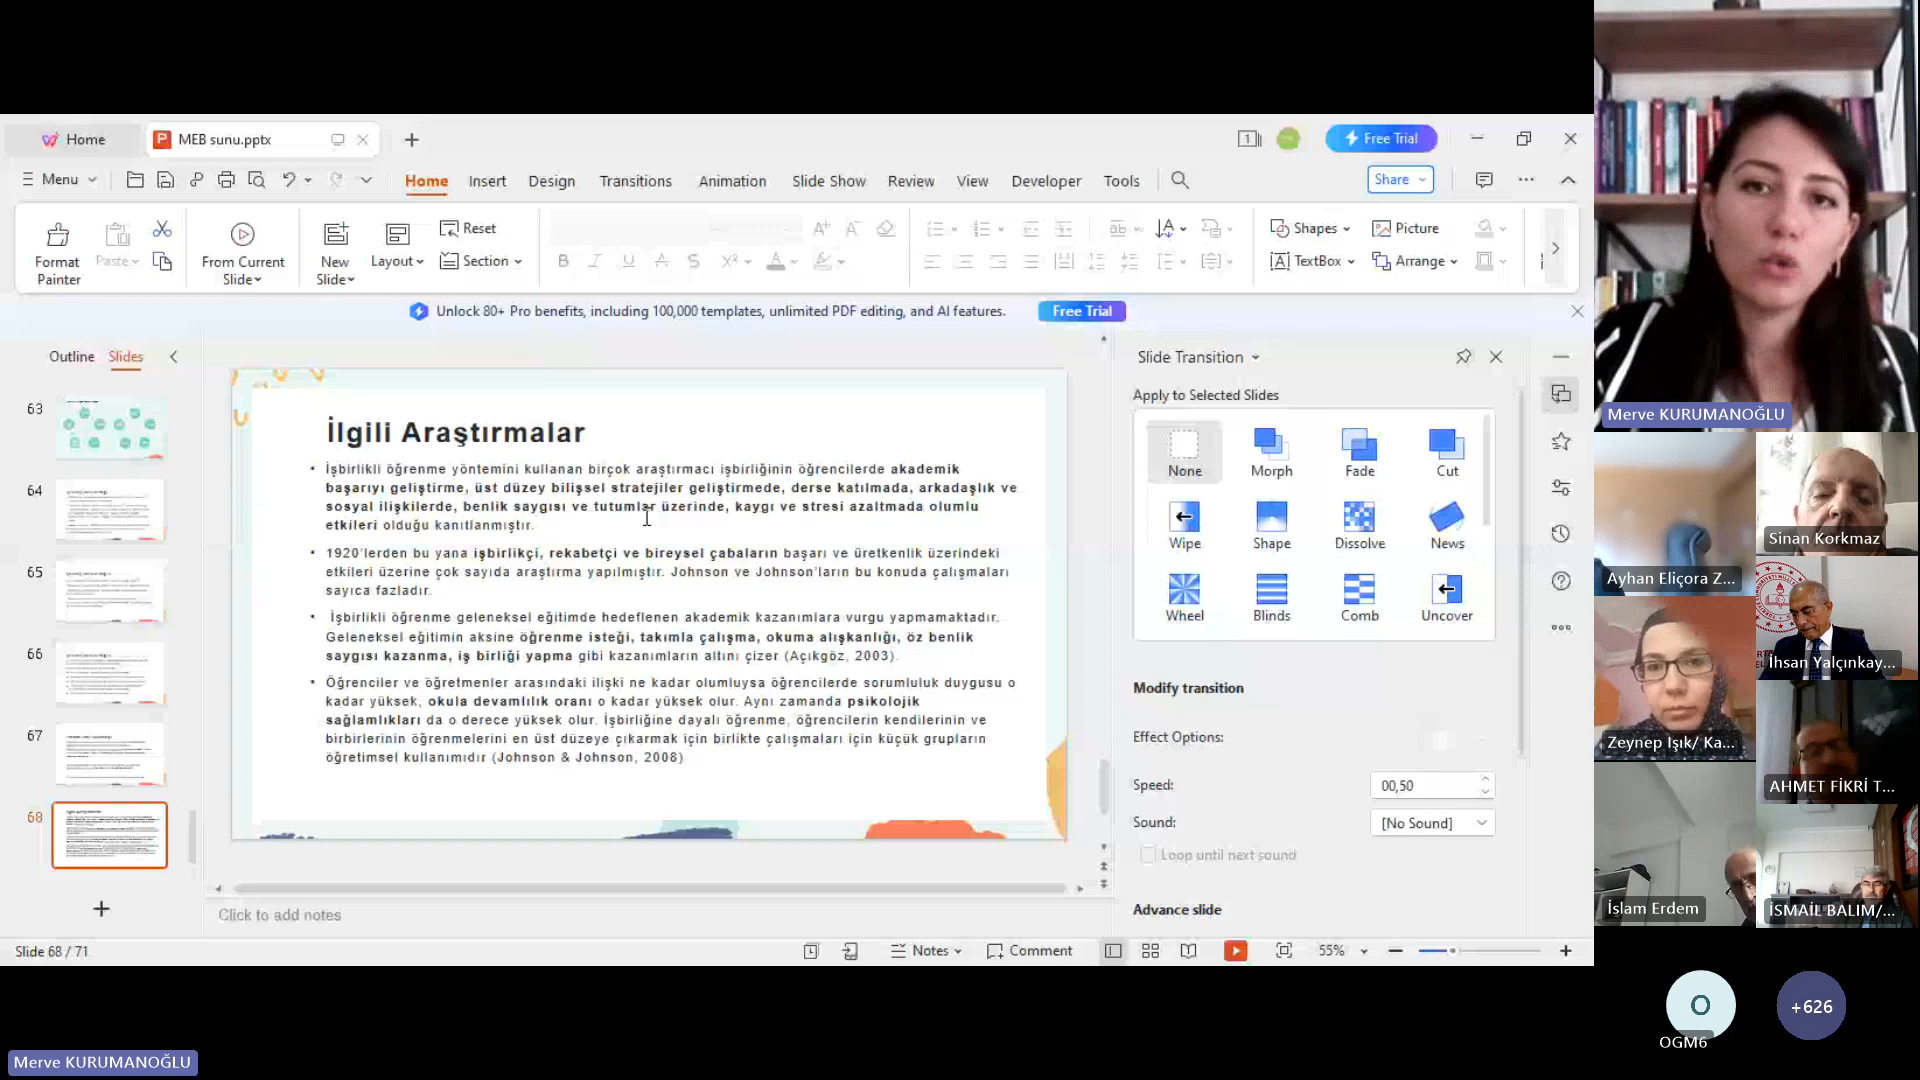 Home
MEB sunu.pptx
Free Trial
Menu
Home
Insert
Design
Transitions
Animation
Slide Show
Review
View
Developer
Tools
Share
Format
Painter
Paste
From Current
Slide
New
Slide
Layout
Reset
Section
Shapes
Picture
TextBox
Arrange
Unlock 80+ Pro benefits, including 100,000 templates, unlimited PDF editing, and AI features.
Free Trial
Outline
Slides
63
64
65
66
67
68
İlgili Araştırmalar
• İşbirlikli öğrenme yöntemini kullanan birçok araştırmacı işbirliğinin öğrencilerde akademik
başarıyı geliştirme, üst düzey bilişsel stratejiler geliştirmede, derse katılmada, arkadaşlık ve
sosyal ilişkilerde, benlik saygısı ve tutumlar üzerinde, kaygı ve stresi azaltmada olumlu
etkileri olduğu kanıtlanmıştır.
• 1920'lerden bu yana işbirlikçi, rekabetçi ve bireysel çabaların başarı ve üretkenlik üzerindeki
etkileri üzerine çok sayıda araştırma yapılmıştır. Johnson ve Johnson'ların bu konuda çalışmaları
sayıca fazladır.
• İşbirlikli öğrenme geleneksel eğitimde hedeflenen akademik kazanımlara vurgu yapmamaktadır.
Geleneksel eğitimin aksine öğrenme isteği, takımla çalışma, okuma alışkanlığı, öz benlik
saygısı kazanma, iş birliği yapma gibi kazanımların altını çizer (Açıkgöz, 2003).
• Öğrenciler ve öğretmenler arasındaki ilişki ne kadar olumluysa öğrencilerde sorumluluk duygusu o
kadar yüksek, okula devamlılık oranı o kadar yüksek olur. Aynı zamanda psikolojik
sağlamlıkları da o derece yüksek olur. İşbirliğine dayalı öğrenme, öğrencilerin kendilerinin ve
birbirlerinin öğrenmelerini en üst düzeye çıkarmak için birlikte çalışmaları için küçük grupların
öğretimsel kullanımıdır (Johnson & Johnson, 2008)
Click to add notes
Slide Transition
Apply to Selected Slides
None
Morph
Fade
Cut
Wipe
Shape
Dissolve
News
Wheel
Blinds
Comb
Uncover
Modify transition
Effect Options:
Speed:
00,50
Sound:
[No Sound]
Loop until next sound
Advance slide
Slide 68 / 71
Notes
Comment
55%
Merve KURUMANOĞLU
Ayhan Eliçora Z...
Sinan Korkmaz
İhsan Yalçınkay...
Zeynep Işık/ Ka...
AHMET FİKRİ T...
İslam Erdem
İSMAİL BALIM/...
O
OGM6
+626
Merve KURUMANOĞLU